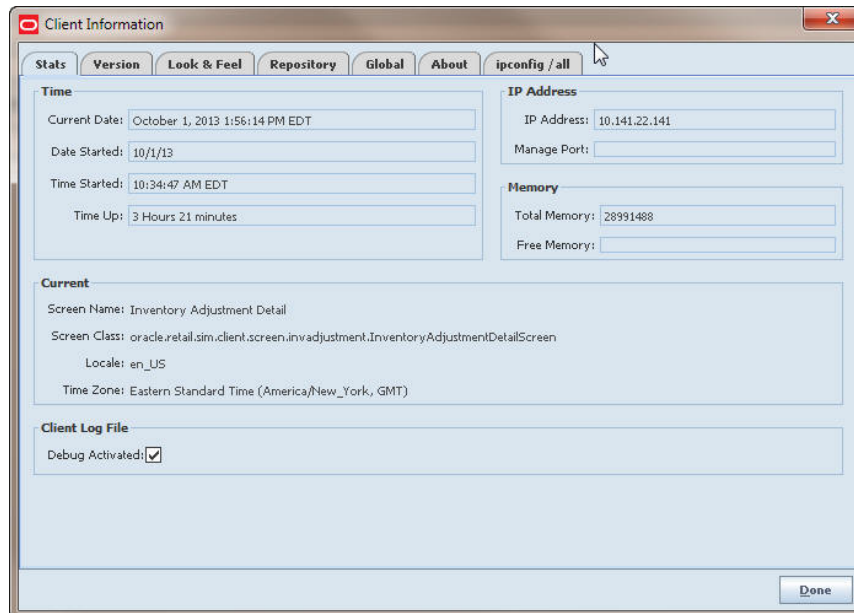 Client Information
Stats Version Look & Feel Repository Global About ipconfig /all
Time
Current Date: October 1, 2013 1:56:14 PM EDT
Date Started: 10/1/13
Time Started: 10:34:47 AM EDT
Time Up: 3 Hours 21 minutes
IP Address
IP Address: 10.141.22.141
Manage Port:
Memory
Total Memory: 28991488
Free Memory:
Current
Screen Name: Inventory Adjustment Detail
Screen Class: oracle.retail.sim.client.screen.invadjustment.InventoryAdjustmentDetailScreen
Locale: en_US
Time Zone: Eastern Standard Time (America/New_York, GMT)
Client Log File
Debug Activated:
Done